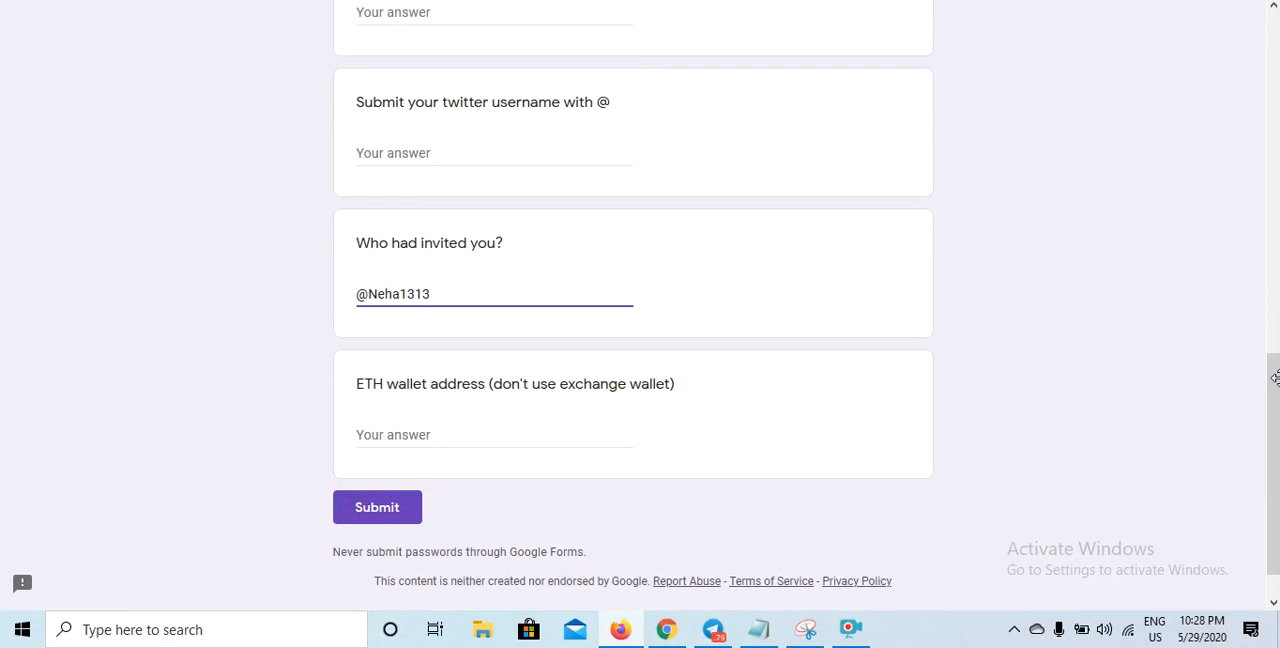 Your answer
Submit your twitter username with @
Your answer
Who had invited you?
@Neha1313
ETH wallet address (don't use exchange wallet)
Your answer
Submit
Never submit passwords through Google Forms.
This content is neither created nor endorsed by Google. Report Abuse - Terms of Service - Privacy Policy
Activate Windows
Go to Settings to activate Windows.
Type here to search
.79
ENG
US
10:28 PM
5/29/2020